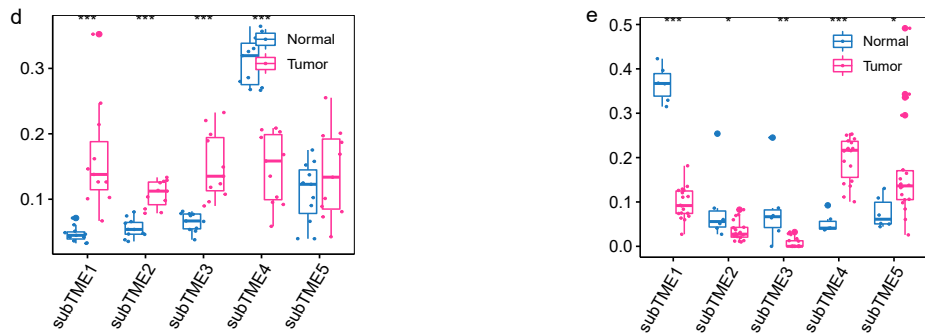 d
*** *** *** ***
Normal
Tumor
0.3
0.2
0.1
subTME1 subTME2 subTME3 subTME4 subTME5
e
*** * ** *** *
Normal
Tumor
0.5
0.4
0.3
0.2
0.1
0.0
subTME1 subTME2 subTME3 subTME4 subTME5